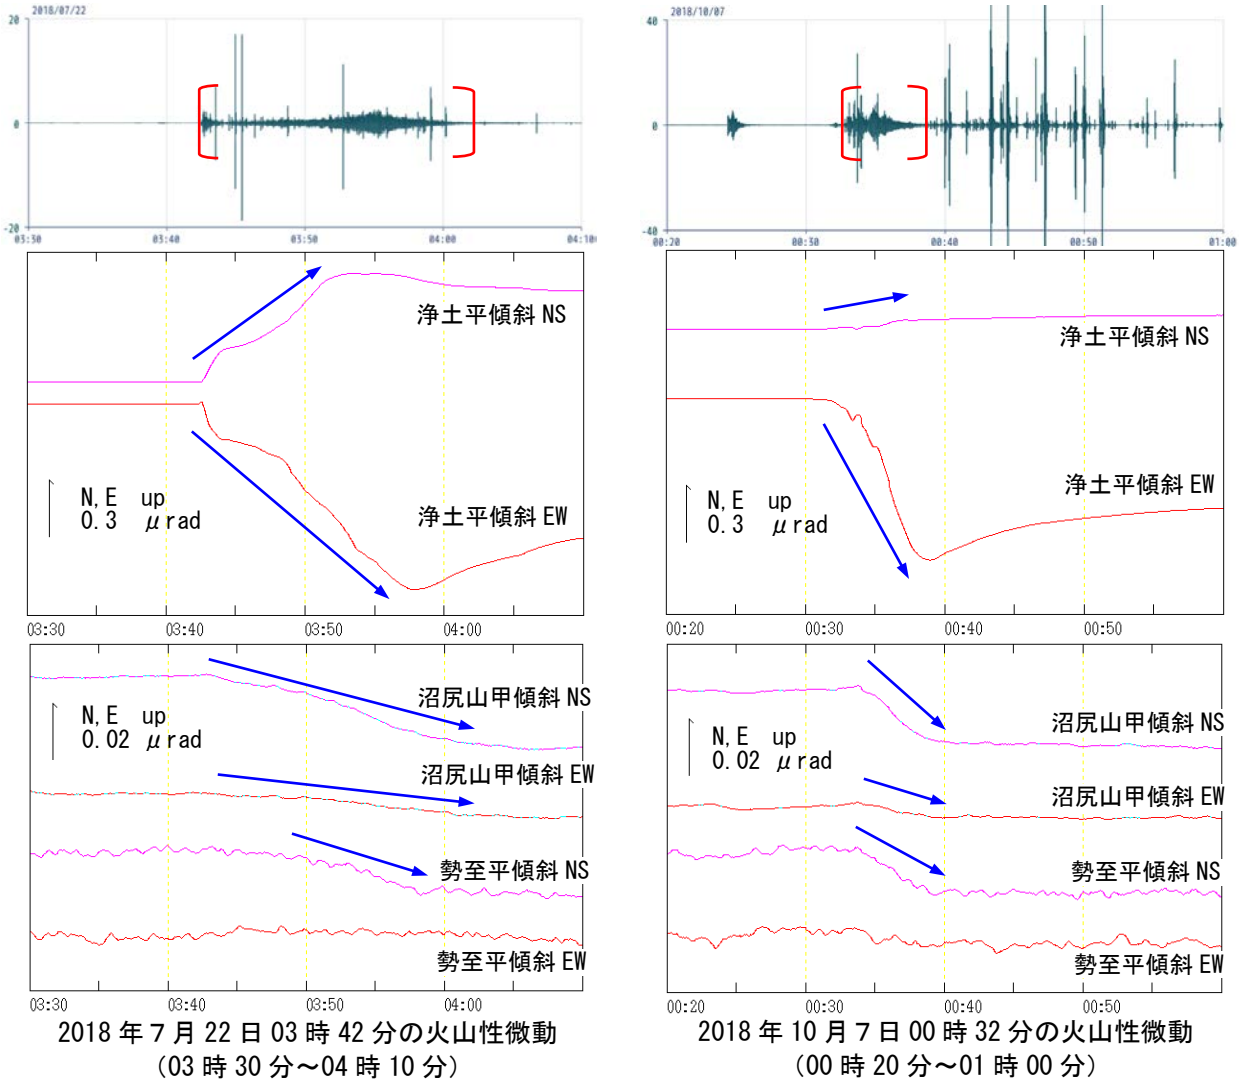 2018/07/22
20
0
-20
03:30
03:40
03:50
04:00
04:10
浄土平傾斜 NS
N,E up
0.3 μrad
浄土平傾斜 EW
03:30
03:40
03:50
04:00
沼尻山甲傾斜 NS
N,E up
0.02 μrad
沼尻山甲傾斜 EW
勢至平傾斜 NS
勢至平傾斜 EW
03:30
03:40
03:50
04:00
2018 年 7 月 22 日 03 時 42 分の火山性微動
(03 時 30 分～04 時 10 分)
2018/10/07
40
0
-40
00:20
00:30
00:40
00:50
01:00
浄土平傾斜 NS
浄土平傾斜 EW
N,E up
0.3 μrad
00:20
00:30
00:40
00:50
沼尻山甲傾斜 NS
N,E up
0.02 μrad
沼尻山甲傾斜 EW
勢至平傾斜 NS
勢至平傾斜 EW
00:20
00:30
00:40
00:50
2018 年 10 月 7 日 00 時 32 分の火山性微動
(00 時 20 分～01 時 00 分)